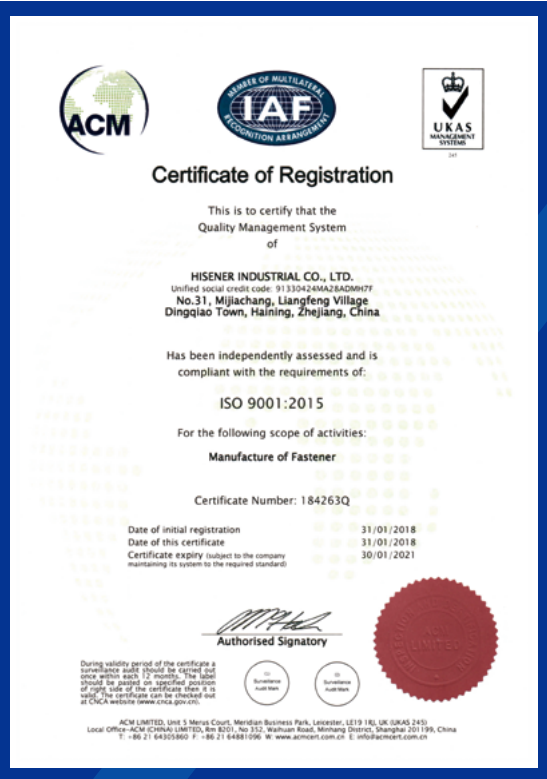 ACM
MEMBER OF MULTILATERAL
IAF
RECOGNITION ARRANGEMENT
UKAS
MANAGEMENT
SYSTEMS
245
Certificate of Registration
This is to certify that the
Quality Management System
of
HISENER INDUSTRIAL CO., LTD.
Unified social credit code: 91330424MA28ADMH7F
No.31, Mijiachang, Liangfeng Village
Dingqiao Town, Haining, Zhejiang, China
Has been independently assessed and is
compliant with the requirements of:
ISO 9001:2015
For the following scope of activities:
Manufacture of Fastener
Certificate Number: 184263Q
Date of initial registration 31/01/2018
Date of this certificate 31/01/2018
Certificate expiry (subject to the company 30/01/2021
maintaining its system to the required standard)
Authorised Signatory
ACM
LIMITED
During validity period of the certificate a
surveillance audit should be carried out
once within each 12 months. The label
should be pasted on specified position
of right side of the certificate then it is
valid. The certificate can be checked out
at CNCA website (www.cnca.gov.cn).
Surveillance
Audit Mark
Surveillance
Audit Mark
ACM LIMITED, Unit 5 Merus Court, Meridian Business Park, Leicester, LE19 1RJ, UK (UKAS 245)
Local Office-ACM (CHINA) LIMITED, Rm 8201, No 352, Waihuan Road, Minhang District, Shanghai 201199, China
T: +86 21 64305860 F: +86 21 64881096 W: www.acmcert.com.cn E: info@acmcert.com.cn